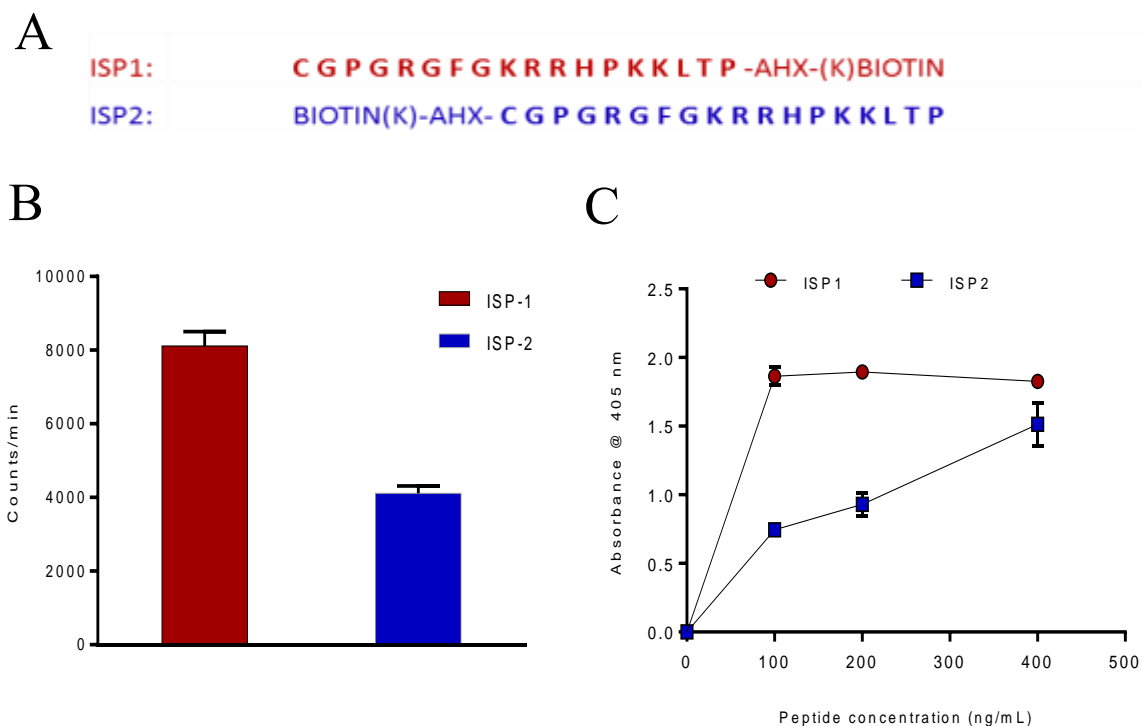 A
ISP1: C G P G R G F G K R R H P K K L T P -AHX-(K)BIOTIN
ISP2: BIOTIN(K)-AHX- C G P G R G F G K R R H P K K L T P
B
10000
8000
6000
4000
2000
0
Counts/min
ISP-1
ISP-2
C
ISP1 ISP2
2.5
2.0
1.5
1.0
0.5
0.0
Absorbance @ 405 nm
0 100 200 300 400 500
Peptide concentration (ng/mL)